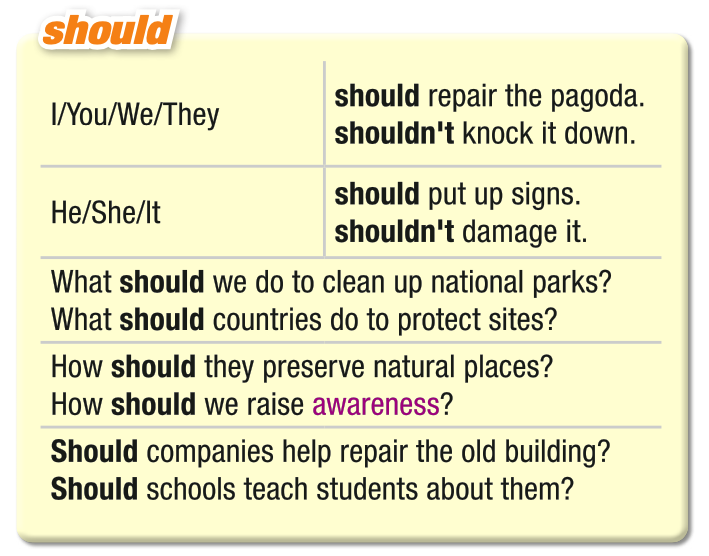 should
I/You/We/They
should repair the pagoda.
shouldn't knock it down.
He/She/It
should put up signs.
shouldn't damage it.
What should we do to clean up national parks?
What should countries do to protect sites?
How should they preserve natural places?
How should we raise awareness?
Should companies help repair the old building?
Should schools teach students about them?